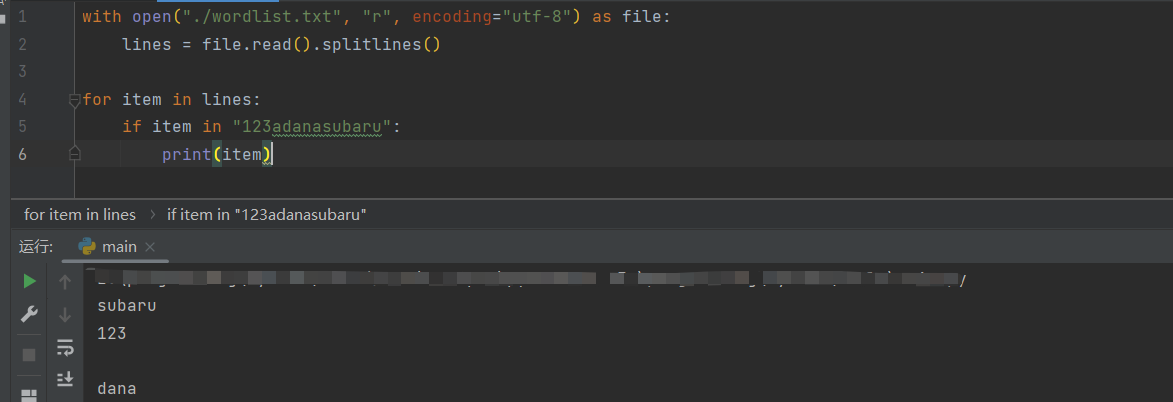 1 with open("./wordlist.txt", "r", encoding="utf-8") as file:
2 lines = file.read().splitlines()
3
4 for item in lines:
5 if item in "123adanasubaru":
6 print(item)
for item in lines › if item in "123adanasubaru"
运行: main ×
subaru
123
dana